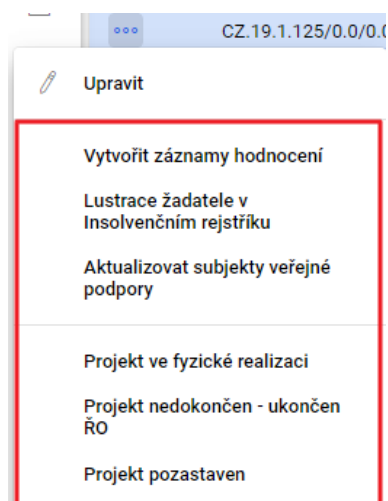 CZ.19.1.125/0.0/0.0
Upravit
Vytvořit záznamy hodnocení
Lustrace žadatele v
Insolvenčním rejstříku
Aktualizovat subjekty veřejné
podpory
Projekt ve fyzické realizaci
Projekt nedokončen - ukončen
ŘO
Projekt pozastaven